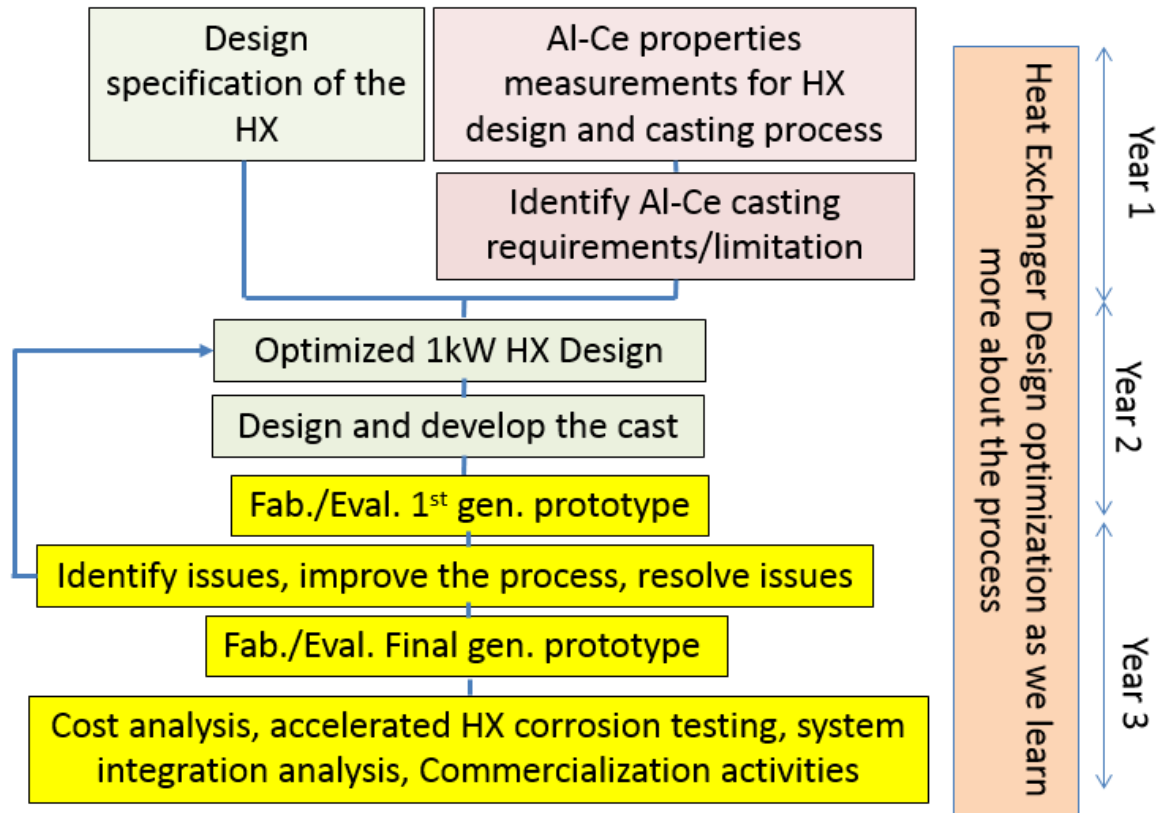 Design
specification of the
HX
Al-Ce properties
measurements for HX
design and casting process
Identify Al-Ce casting
requirements/limitation
Optimized 1kW HX Design
Design and develop the cast
Fab./Eval. 1st gen. prototype
Identify issues, improve the process, resolve issues
Fab./Eval. Final gen. prototype
Cost analysis, accelerated HX corrosion testing, system
integration analysis, Commercialization activities
Heat Exchanger Design optimization as we learn
more about the process
Year 1
Year 2
Year 3